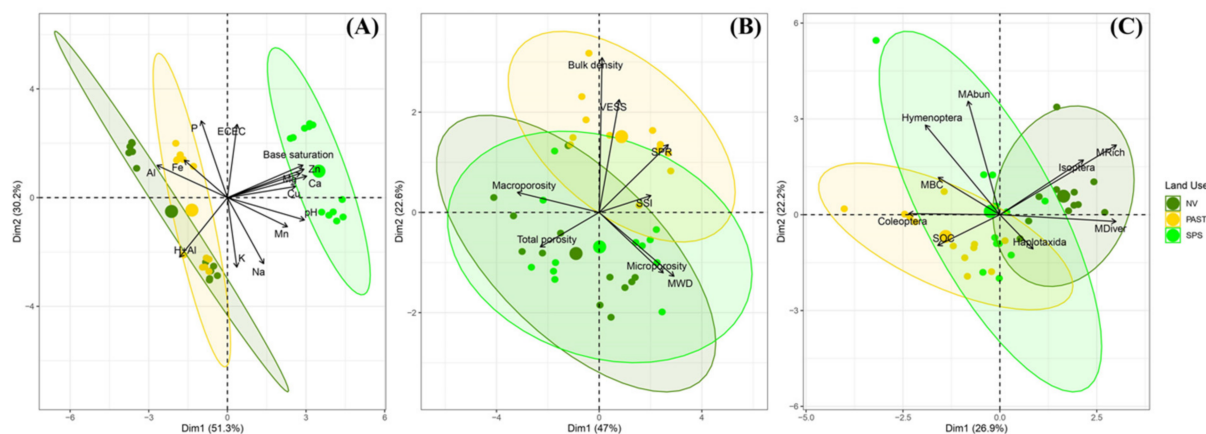 (A)
Dim2 (30.2%)
4
0
-4
P
ECEC
Base saturation
Fe
Al
Mg
Zn
Ca
Cu
pH
Mn
H+Al
K
Na
-6
-3
0
3
6
Dim1 (51.3%)
(B)
Dim2 (22.6%)
2
0
-2
Bulk density
VESS
SPR
Macroporosity
SSI
Total porosity
Microporosity
MWD
-4
0
4
Dim1 (47%)
(C)
Dim2 (22.2%)
6
3
0
-3
-6
MAbun
Hymenoptera
MRich
Isoptera
MBC
Coleoptera
MDiver
SOC
Haplotaxida
-5.0
-2.5
0.0
2.5
Dim1 (26.9%)
Land Use
NV
PAST
SPS